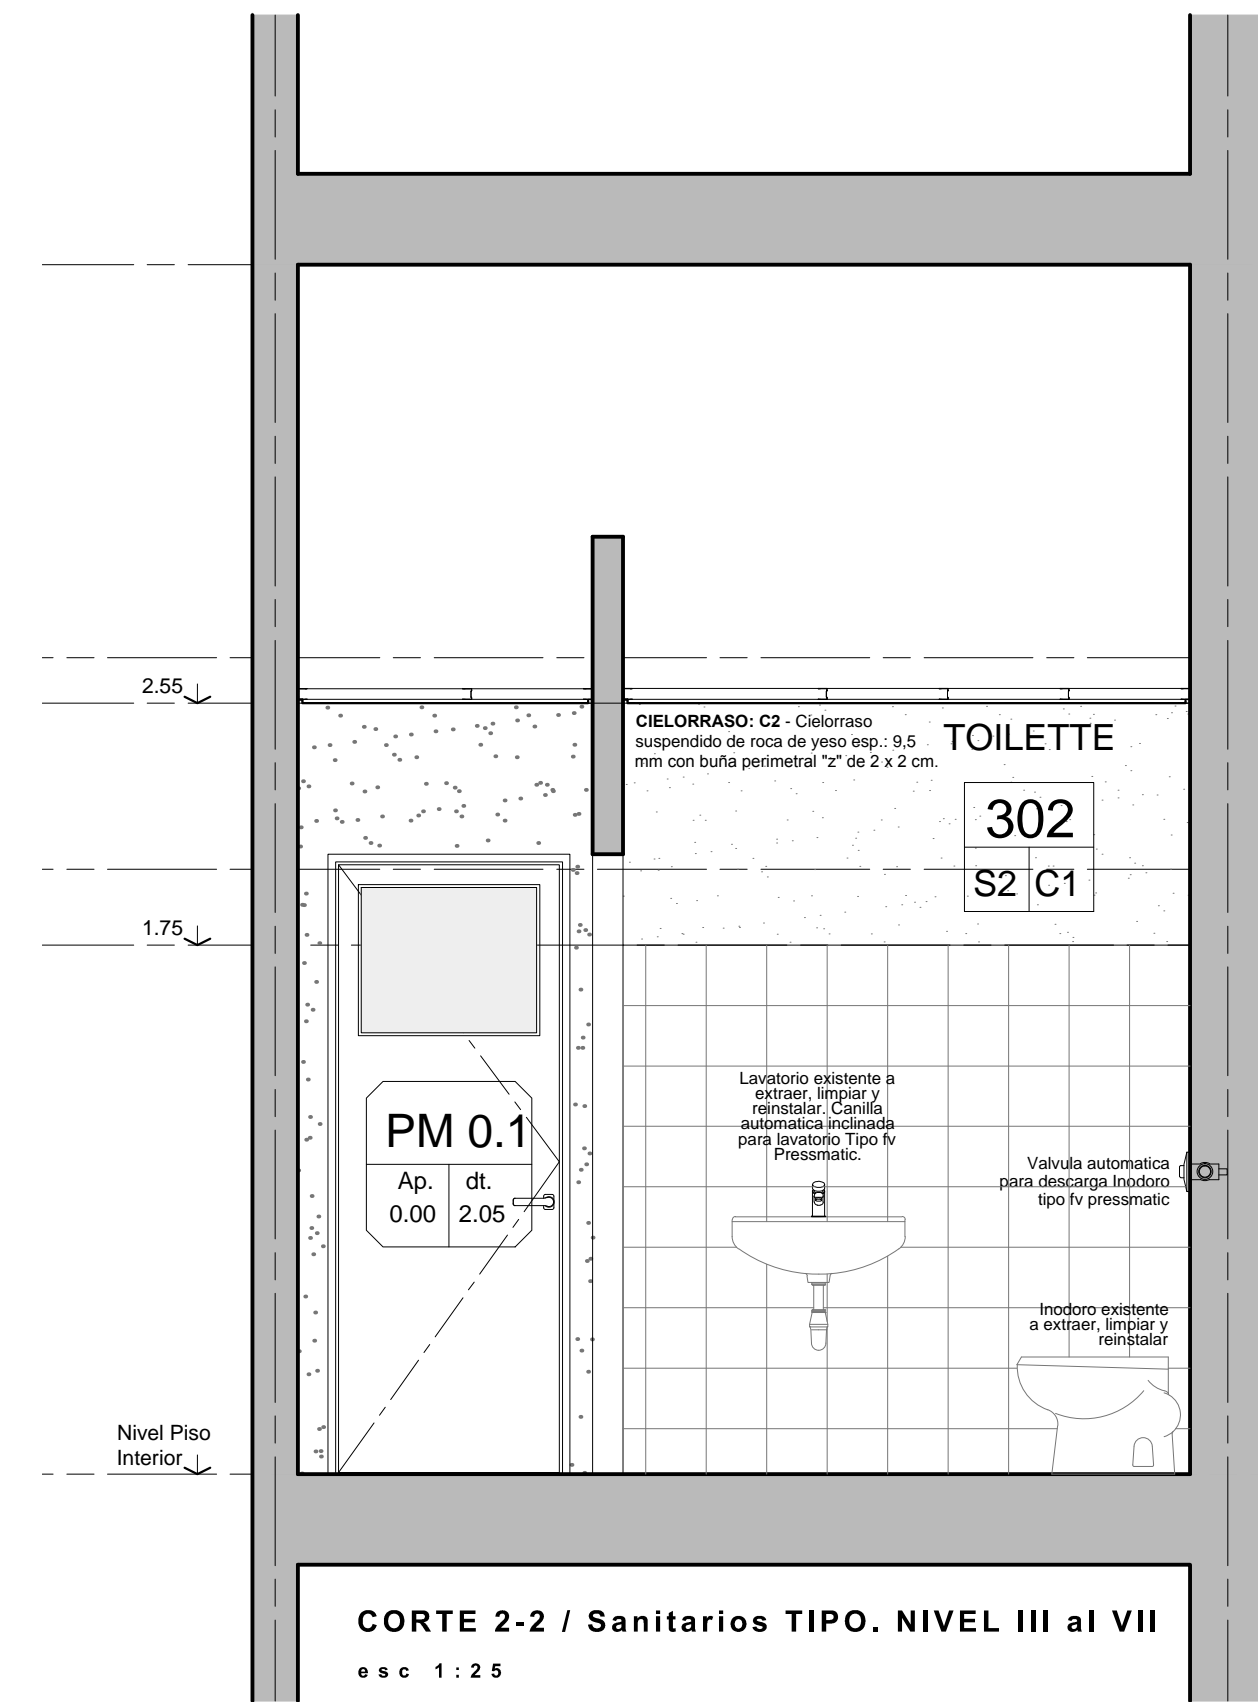 2.55
CIELORRASO: C2 - Cielorraso
suspendido de roca de yeso esp.: 9,5
mm con buña perimetral "z" de 2 x 2 cm.
TOILETTE
302
S2 C1
1.75
PM 0.1
Ap. dt.
0.00 2.05
Lavatorio existente a
extraer, limpiar y
reinstalar. Canilla
automatica inclinada
para lavatorio Tipo fv
Pressmatic.
Valvula automatica
para descarga Inodoro
tipo fv pressmatic
Inodoro existente
a extraer, limpiar y
reinstalar
Nivel Piso
Interior
CORTE 2-2 / Sanitarios TIPO. NIVEL III al VII
esc 1:25